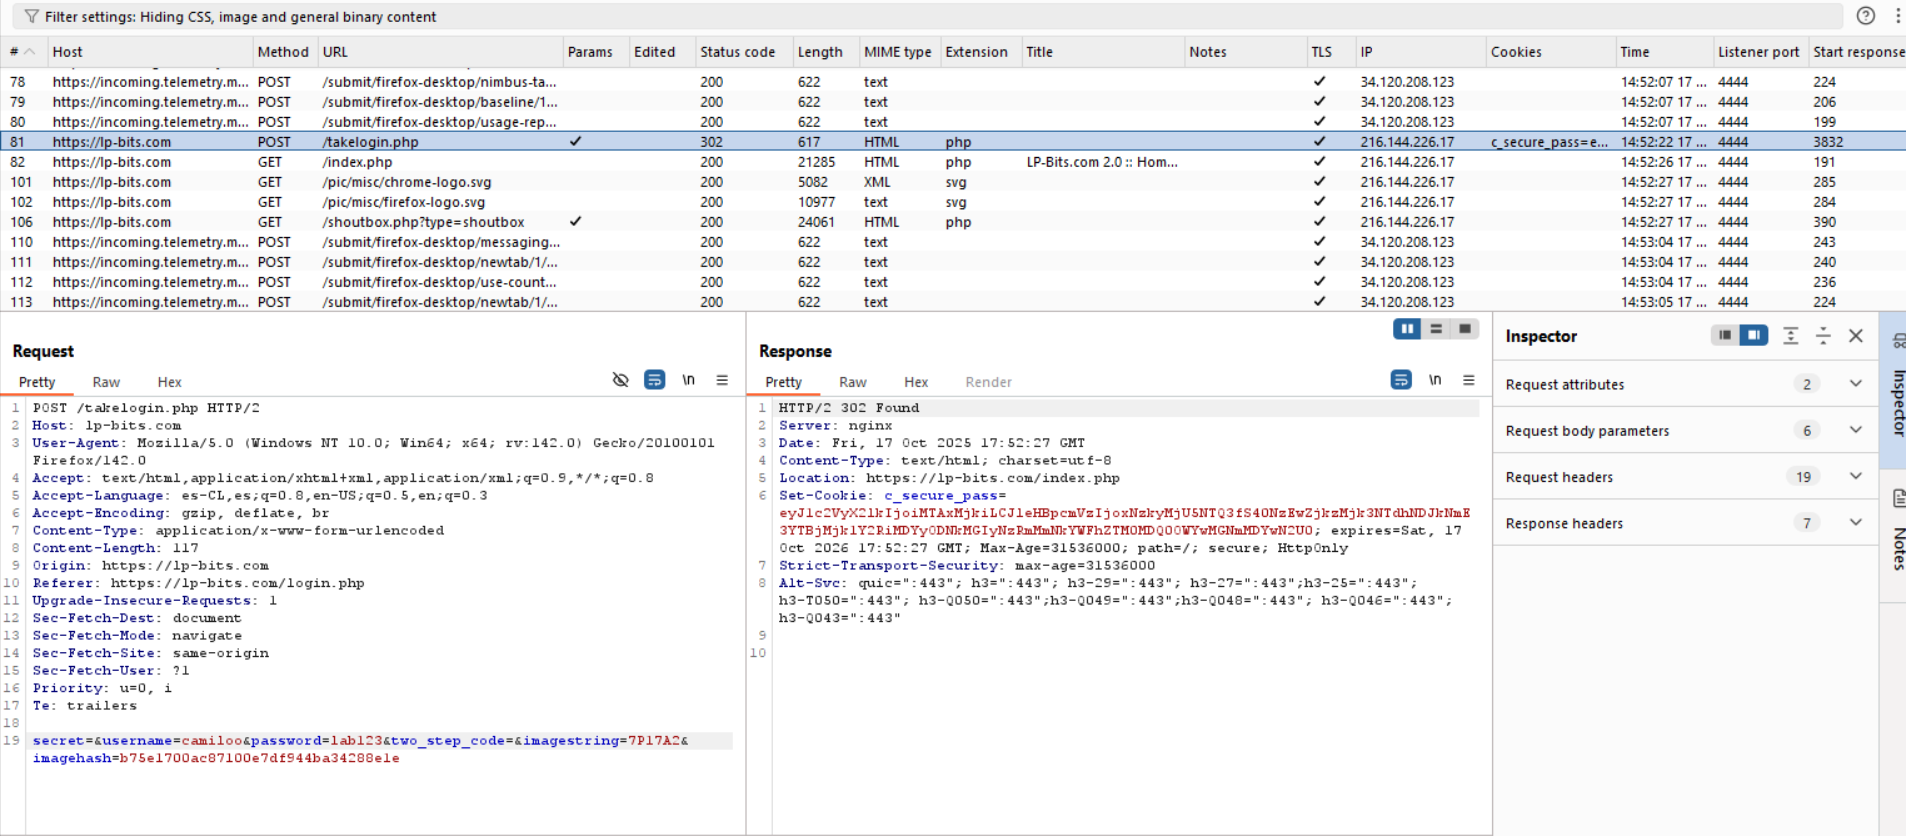 Filter settings: Hiding CSS, image and general binary content
# Host Method URL Params Edited Status code Length MIME type Extension Title Notes TLS IP Cookies Time Listener port Start response
78 https://incoming.telemetry.m... POST /submit/firefox-desktop/nimbus-ta... 200 622 text ✓ 34.120.208.123 14:52:07 17 ... 4444 224
79 https://incoming.telemetry.m... POST /submit/firefox-desktop/baseline/1... 200 622 text ✓ 34.120.208.123 14:52:07 17 ... 4444 206
80 https://incoming.telemetry.m... POST /submit/firefox-desktop/usage-rep... 200 622 text ✓ 34.120.208.123 14:52:07 17 ... 4444 199
81 https://lp-bits.com POST /takelogin.php ✓ 302 617 HTML php ✓ 216.144.226.17 c_secure_pass=e... 14:52:22 17 ... 4444 3832
82 https://lp-bits.com GET /index.php 200 21285 HTML php LP-Bits.com 2.0 :: Hom... ✓ 216.144.226.17 14:52:26 17 ... 4444 191
101 https://lp-bits.com GET /pic/misc/chrome-logo.svg 200 5082 XML svg ✓ 216.144.226.17 14:52:27 17 ... 4444 285
102 https://lp-bits.com GET /pic/misc/firefox-logo.svg 200 10977 text svg ✓ 216.144.226.17 14:52:27 17 ... 4444 284
106 https://lp-bits.com GET /shoutbox.php?type=shoutbox ✓ 200 24061 HTML php ✓ 216.144.226.17 14:52:27 17 ... 4444 390
110 https://incoming.telemetry.m... POST /submit/firefox-desktop/messaging... 200 622 text ✓ 34.120.208.123 14:53:04 17 ... 4444 243
111 https://incoming.telemetry.m... POST /submit/firefox-desktop/newtab/1/... 200 622 text ✓ 34.120.208.123 14:53:04 17 ... 4444 240
112 https://incoming.telemetry.m... POST /submit/firefox-desktop/use-count... 200 622 text ✓ 34.120.208.123 14:53:04 17 ... 4444 236
113 https://incoming.telemetry.m... POST /submit/firefox-desktop/newtab/1/... 200 622 text ✓ 34.120.208.123 14:53:05 17 ... 4444 224
Request
Pretty Raw Hex \n
1 POST /takelogin.php HTTP/2
2 Host: lp-bits.com
3 User-Agent: Mozilla/5.0 (Windows NT 10.0; Win64; x64; rv:142.0) Gecko/20100101
Firefox/142.0
4 Accept: text/html,application/xhtml+xml,application/xml;q=0.9,*/*;q=0.8
5 Accept-Language: es-CL,es;q=0.8,en-US;q=0.5,en;q=0.3
6 Accept-Encoding: gzip, deflate, br
7 Content-Type: application/x-www-form-urlencoded
8 Content-Length: 117
9 Origin: https://lp-bits.com
10 Referer: https://lp-bits.com/login.php
11 Upgrade-Insecure-Requests: 1
12 Sec-Fetch-Dest: document
13 Sec-Fetch-Mode: navigate
14 Sec-Fetch-Site: same-origin
15 Sec-Fetch-User: ?1
16 Priority: u=0, i
17 Te: trailers
18
19 secret=&username=camiloo&password=lab123&two_step_code=&imagestring=7P17A2&
imagehash=b75e1700ac87100e7df944ba34288e1e
Response
Pretty Raw Hex Render \n
1 HTTP/2 302 Found
2 Server: nginx
3 Date: Fri, 17 Oct 2025 17:52:27 GMT
4 Content-Type: text/html; charset=utf-8
5 Location: https://lp-bits.com/index.php
6 Set-Cookie: c_secure_pass=
expires=Sat, 17
Oct 2026 17:52:27 GMT; Max-Age=31536000; path=/; secure; HttpOnly
7 Strict-Transport-Security: max-age=31536000
8 Alt-Svc: quic=":443"; h3=":443"; h3-29=":443"; h3-27=":443";h3-25=":443";
h3-T050=":443"; h3-Q050=":443";h3-Q049=":443";h3-Q048=":443"; h3-Q046=":443";
h3-Q043=":443"
9
10
Inspector
Request attributes 2
Request body parameters 6
Request headers 19
Response headers 7
Inspector
Notes